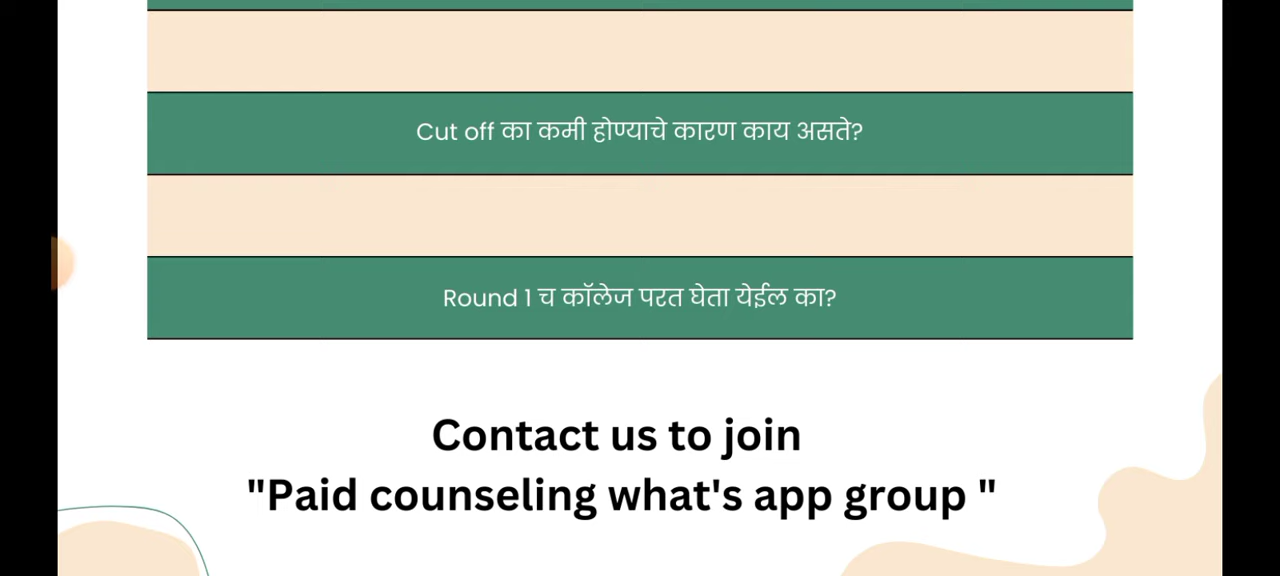 Cut off का कमी होण्याचे कारण काय असते?
Round 1 च कॉलेज परत घेता येईल का?
Contact us to join
"Paid counseling what's app group "